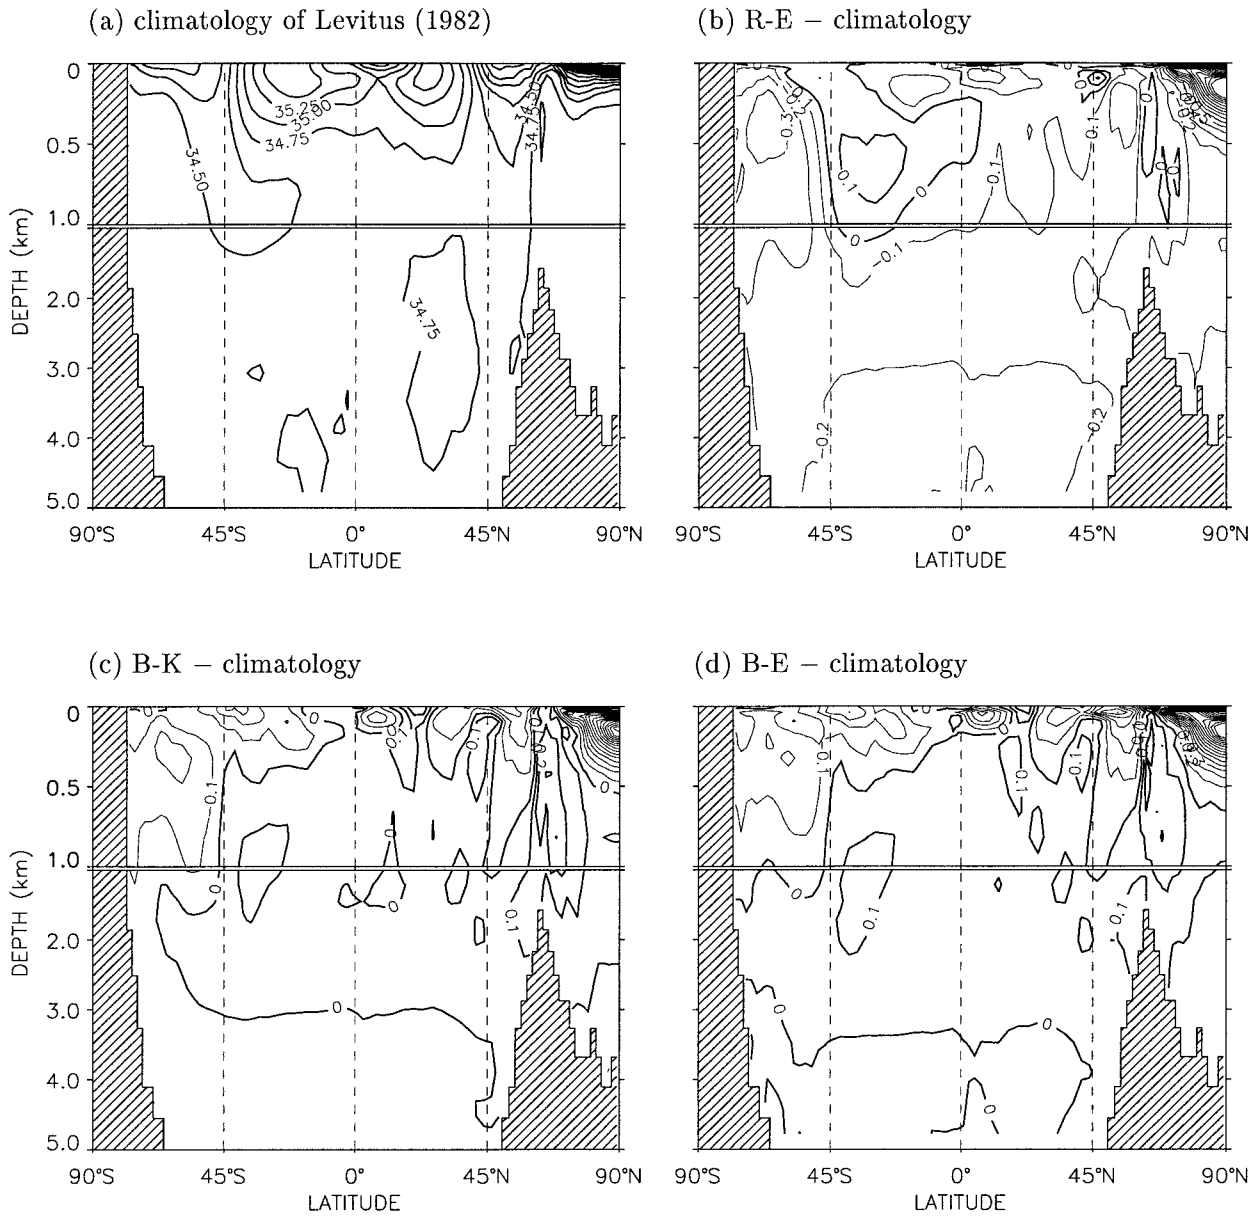 (a) climatology of Levitus (1982)
(b) R-E − climatology
0
0.5
1.0
2.0
3.0
4.0
5.0
DEPTH (km)
35.250
35.00
34.75
34.50
34.75
90°S
45°S
0°
45°N
90°N
LATITUDE
0.1
0
0
−0.1
−0.1
−0.1
0
0
−0.2
−0.2
90°S
45°S
0°
45°N
90°N
LATITUDE
(c) B-K − climatology
(d) B-E − climatology
0
0.5
1.0
2.0
3.0
4.0
5.0
DEPTH (km)
0
−0.1
0.1
0
0
0
0
0.1
0
90°S
45°S
0°
45°N
90°N
LATITUDE
0.1
0.1
0
0.1
0.1
0
0
0
90°S
45°S
0°
45°N
90°N
LATITUDE